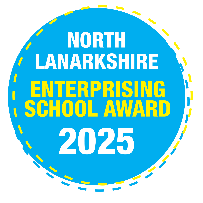 NORTH
LANARKSHIRE
ENTERPRISING
SCHOOL AWARD
2025